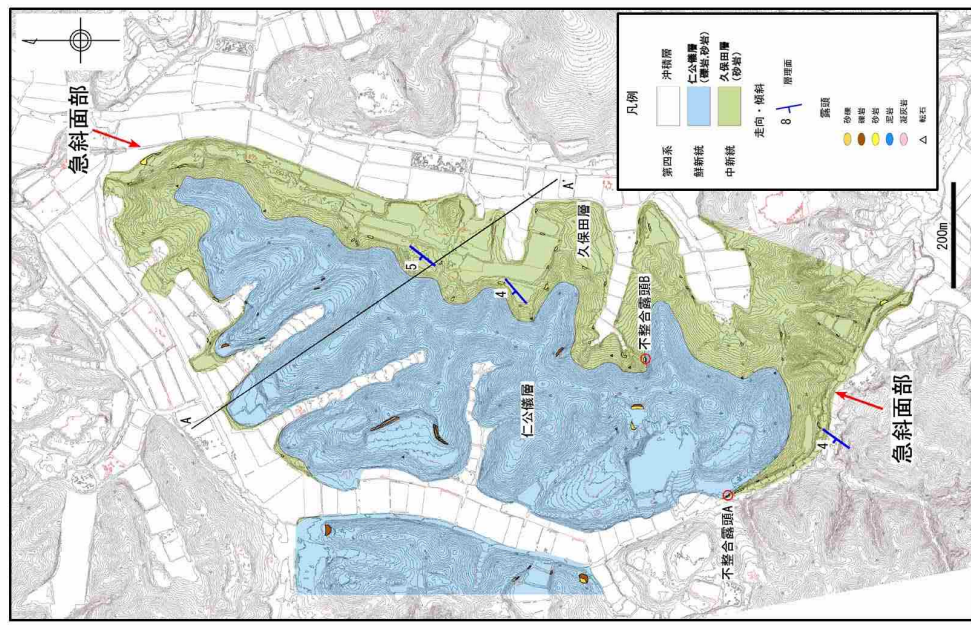 急斜面部
A
A'
5
4
久保田層
不整合露頭B
仁公儀層
不整合露頭A
4
急斜面部
200m
凡例
第四系
沖積層
鮮新統
仁公儀層
(礫岩,砂岩)
中新統
久保田層
(砂岩)
走向・傾斜
8
層理面
露頭
砂礫
礫岩
砂岩
泥岩
凝灰岩
転石